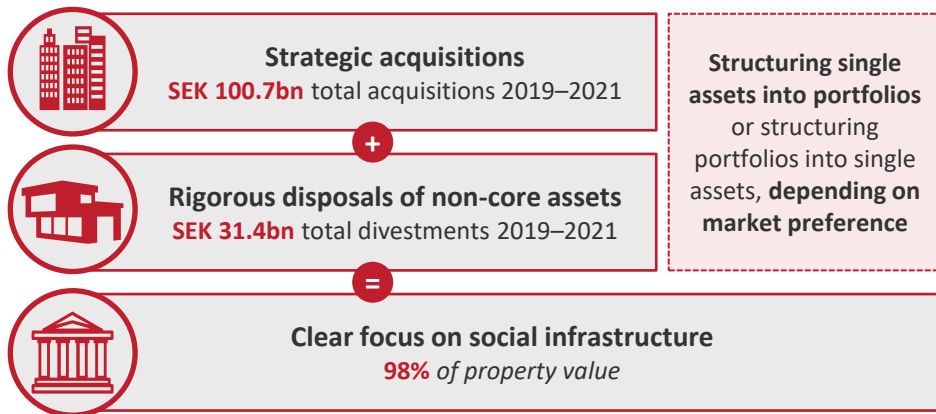 Strategic acquisitions
SEK 100.7bn total acquisitions 2019–2021
+
Rigorous disposals of non-core assets
SEK 31.4bn total divestments 2019–2021
=
Clear focus on social infrastructure
98% of property value
Structuring single
assets into portfolios
or structuring
portfolios into single
assets, depending on
market preference